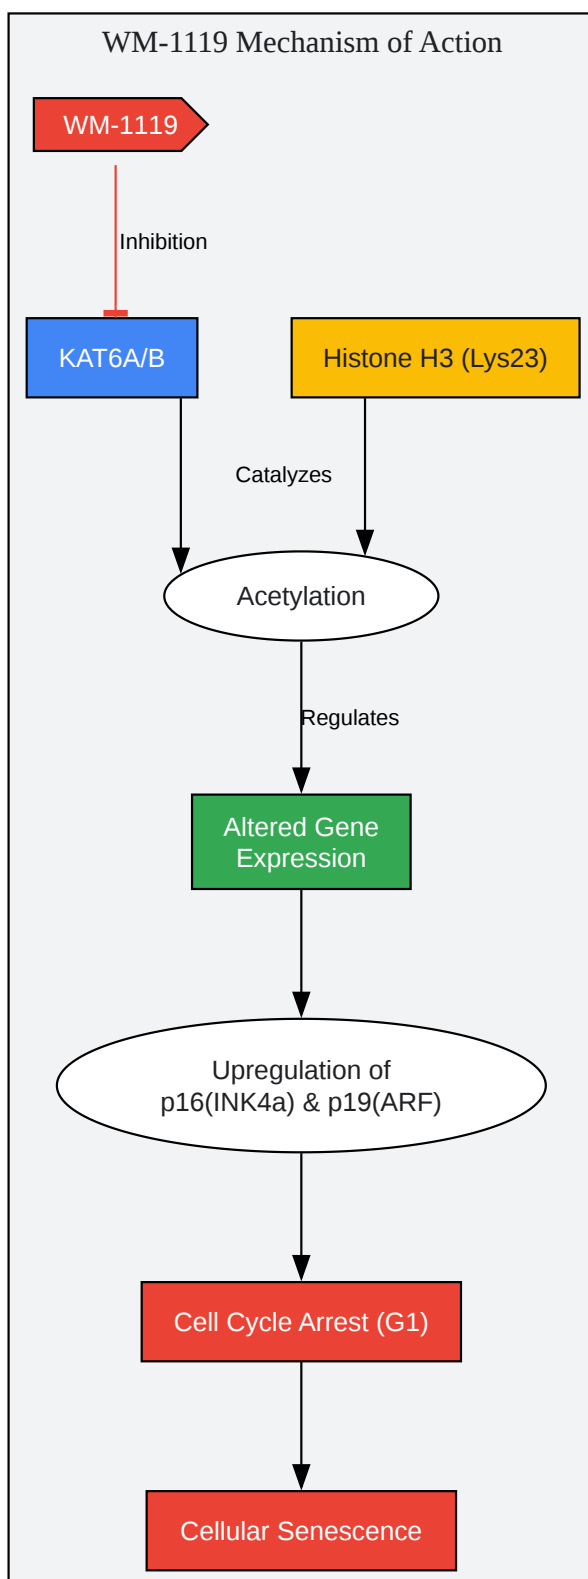 WM-1119 Mechanism of Action
WM-1119
Inhibition
KAT6A/B
Histone H3 (Lys23)
Catalyzes
Acetylation
Regulates
Altered Gene
Expression
Upregulation of
p16(INK4a) & p19(ARF)
Cell Cycle Arrest (G1)
Cellular Senescence